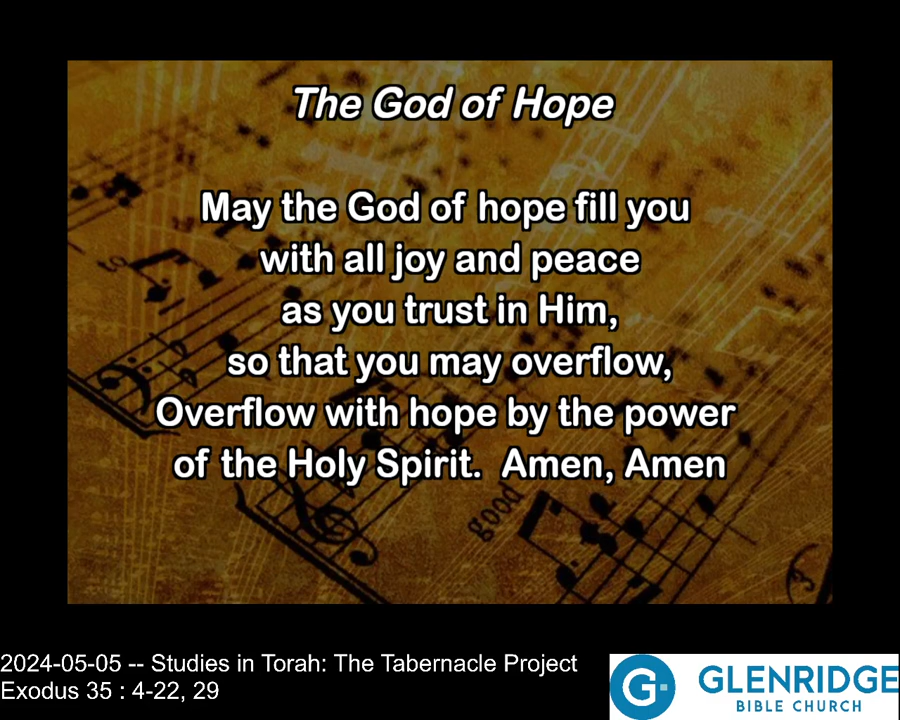 The God of Hope
May the God of hope fill you
with all joy and peace
as you trust in Him,
so that you may overflow,
Overflow with hope by the power
of the Holy Spirit.  Amen, Amen
to
good
2024-05-05 -- Studies in Torah: The Tabernacle Project
Exodus 35 : 4-22, 29
G
GLENRIDGE
BIBLE CHURCH